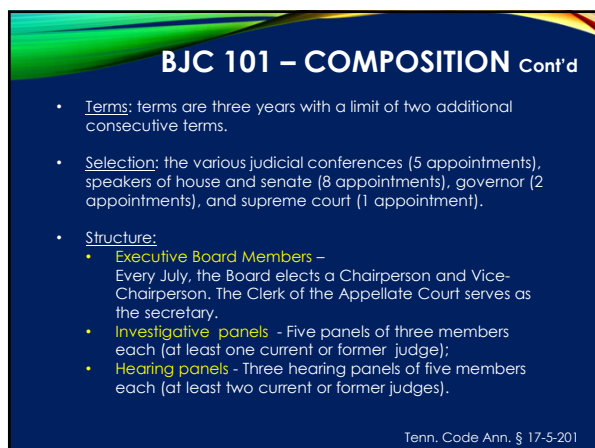 BJC 101 – COMPOSITION Cont'd
• Terms: terms are three years with a limit of two additional
consecutive terms.
• Selection: the various judicial conferences (5 appointments),
speakers of house and senate (8 appointments), governor (2
appointments), and supreme court (1 appointment).
• Structure:
• Executive Board Members –
Every July, the Board elects a Chairperson and Vice-
Chairperson. The Clerk of the Appellate Court serves as
the secretary.
• Investigative panels - Five panels of three members
each (at least one current or former judge);
• Hearing panels - Three hearing panels of five members
each (at least two current or former judges).
Tenn. Code Ann. § 17-5-201